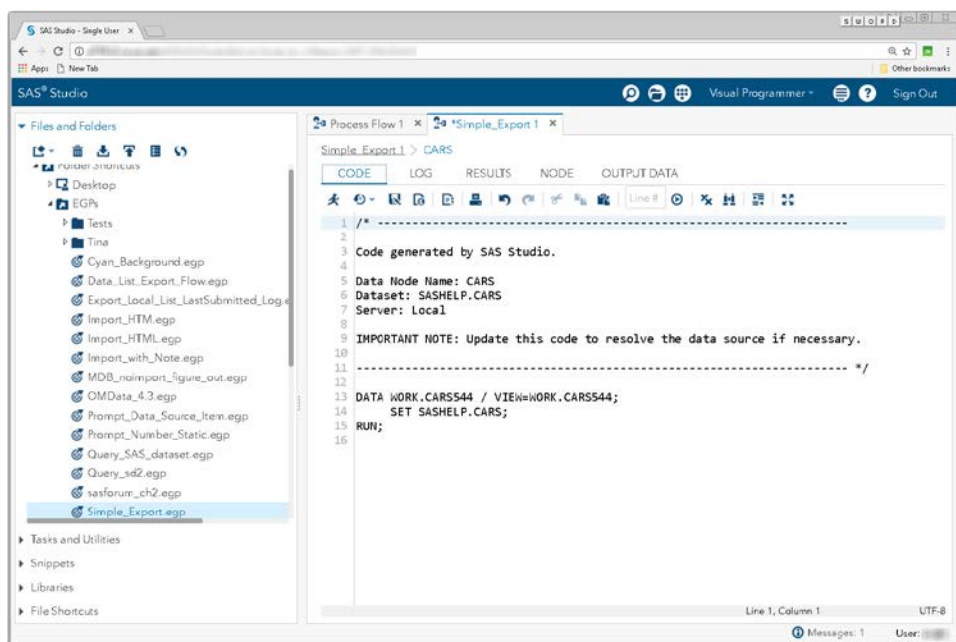 SAS Studio - Single User
Apps New Tab
Other bookmarks
SAS® Studio
Visual Programmer
Sign Out
Files and Folders
Folder Shortcuts
Desktop
EGPs
Tests
Tina
Cyan_Background.egp
Data_List_Export_Flow.egp
Export_Local_List_LastSubmitted_Log.e
Import_HTM.egp
Import_HTML.egp
Import_with_Note.egp
MDB_noimport_figure_out.egp
OMData_4.3.egp
Prompt_Data_Source_Item.egp
Prompt_Number_Static.egp
Query_SAS_dataset.egp
Query_sd2.egp
sasforum_ch2.egp
Simple_Export.egp
Tasks and Utilities
Snippets
Libraries
File Shortcuts
Process Flow 1
*Simple_Export 1
Simple_Export 1 > CARS
CODE LOG RESULTS NODE OUTPUT DATA
Line #
1 /* --------------------------------------------------------------------
2
3 Code generated by SAS Studio.
4
5 Data Node Name: CARS
6 Dataset: SASHELP.CARS
7 Server: Local
8
9 IMPORTANT NOTE: Update this code to resolve the data source if necessary.
10
11 -------------------------------------------------------------------- */
12
13 DATA WORK.CARS544 / VIEW=WORK.CARS544;
14 SET SASHELP.CARS;
15 RUN;
16
Line 1, Column 1
UTF-8
Messages: 1
User: